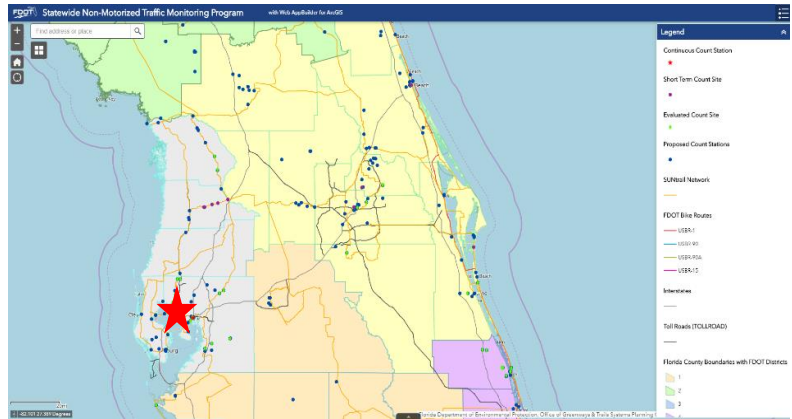 FDOT Statewide Non-Motorized Traffic Monitoring Program with Web AppBuilder for ArcGIS
Find address or place
Legend
Continuous Count Station
Short Term Count Site
Evaluated Count Site
Proposed Count Stations
SUNtrail Network
FDOT Bike Routes
USBR-1
USBR-90
USBR-90A
USBR-15
Interstates
Toll Roads (TOLLROAD)
Florida County Boundaries with FDOT Districts
1
2
3
Beach
Beach
Florida Department of Environmental Protection, Office of Greenways & Trails Systems Planning